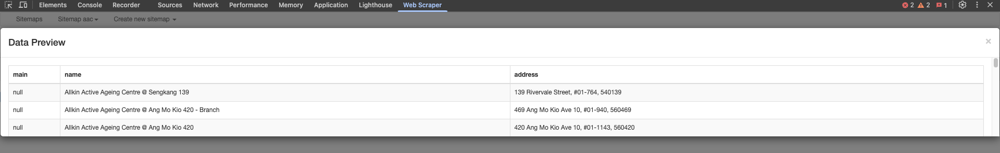 Elements Console Recorder Sources Network Performance Memory Application Lighthouse Web Scraper 2 2 1
Sitemaps Sitemap aac Create new sitemap
Data Preview ×
main name address
null Allkin Active Ageing Centre @ Sengkang 139 139 Rivervale Street, #01-764, 540139
null Allkin Active Ageing Centre @ Ang Mo Kio 420 - Branch 469 Ang Mo Kio Ave 10, #01-940, 560469
null Allkin Active Ageing Centre @ Ang Mo Kio 420 420 Ang Mo Kio Ave 10, #01-1143, 560420